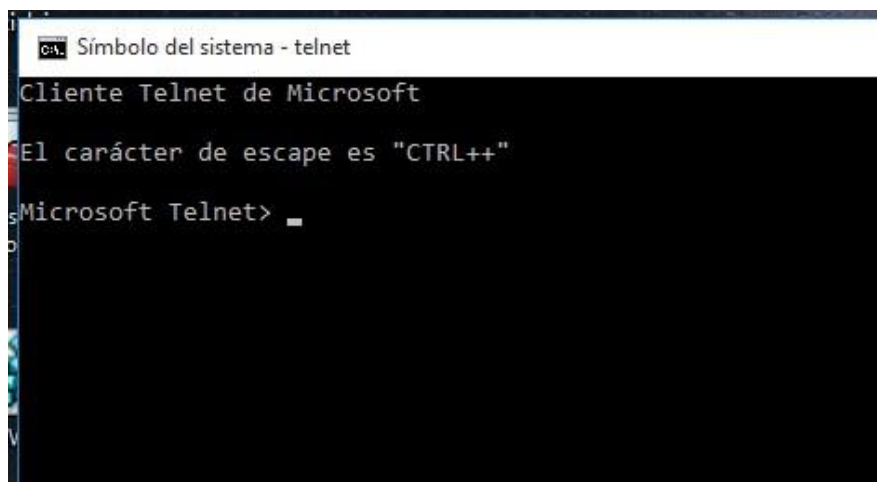 Símbolo del sistema - telnet
Cliente Telnet de Microsoft
El carácter de escape es "CTRL++"
Microsoft Telnet>